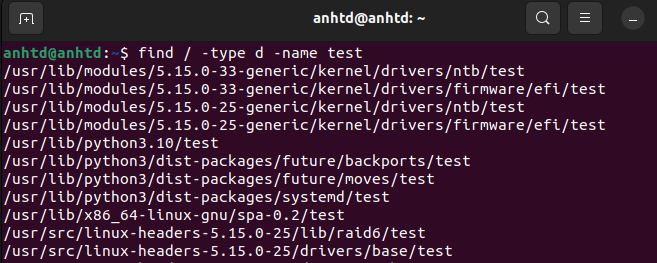 anhtd@anhtd: ~
anhtd@anhtd:~$ find / -type d -name test
/usr/lib/modules/5.15.0-33-generic/kernel/drivers/ntb/test
/usr/lib/modules/5.15.0-33-generic/kernel/drivers/firmware/efi/test
/usr/lib/modules/5.15.0-25-generic/kernel/drivers/ntb/test
/usr/lib/modules/5.15.0-25-generic/kernel/drivers/firmware/efi/test
/usr/lib/python3.10/test
/usr/lib/python3/dist-packages/future/backports/test
/usr/lib/python3/dist-packages/future/moves/test
/usr/lib/python3/dist-packages/systemd/test
/usr/lib/x86_64-linux-gnu/spa-0.2/test
/usr/src/linux-headers-5.15.0-25/lib/raid6/test
/usr/src/linux-headers-5.15.0-25/drivers/base/test